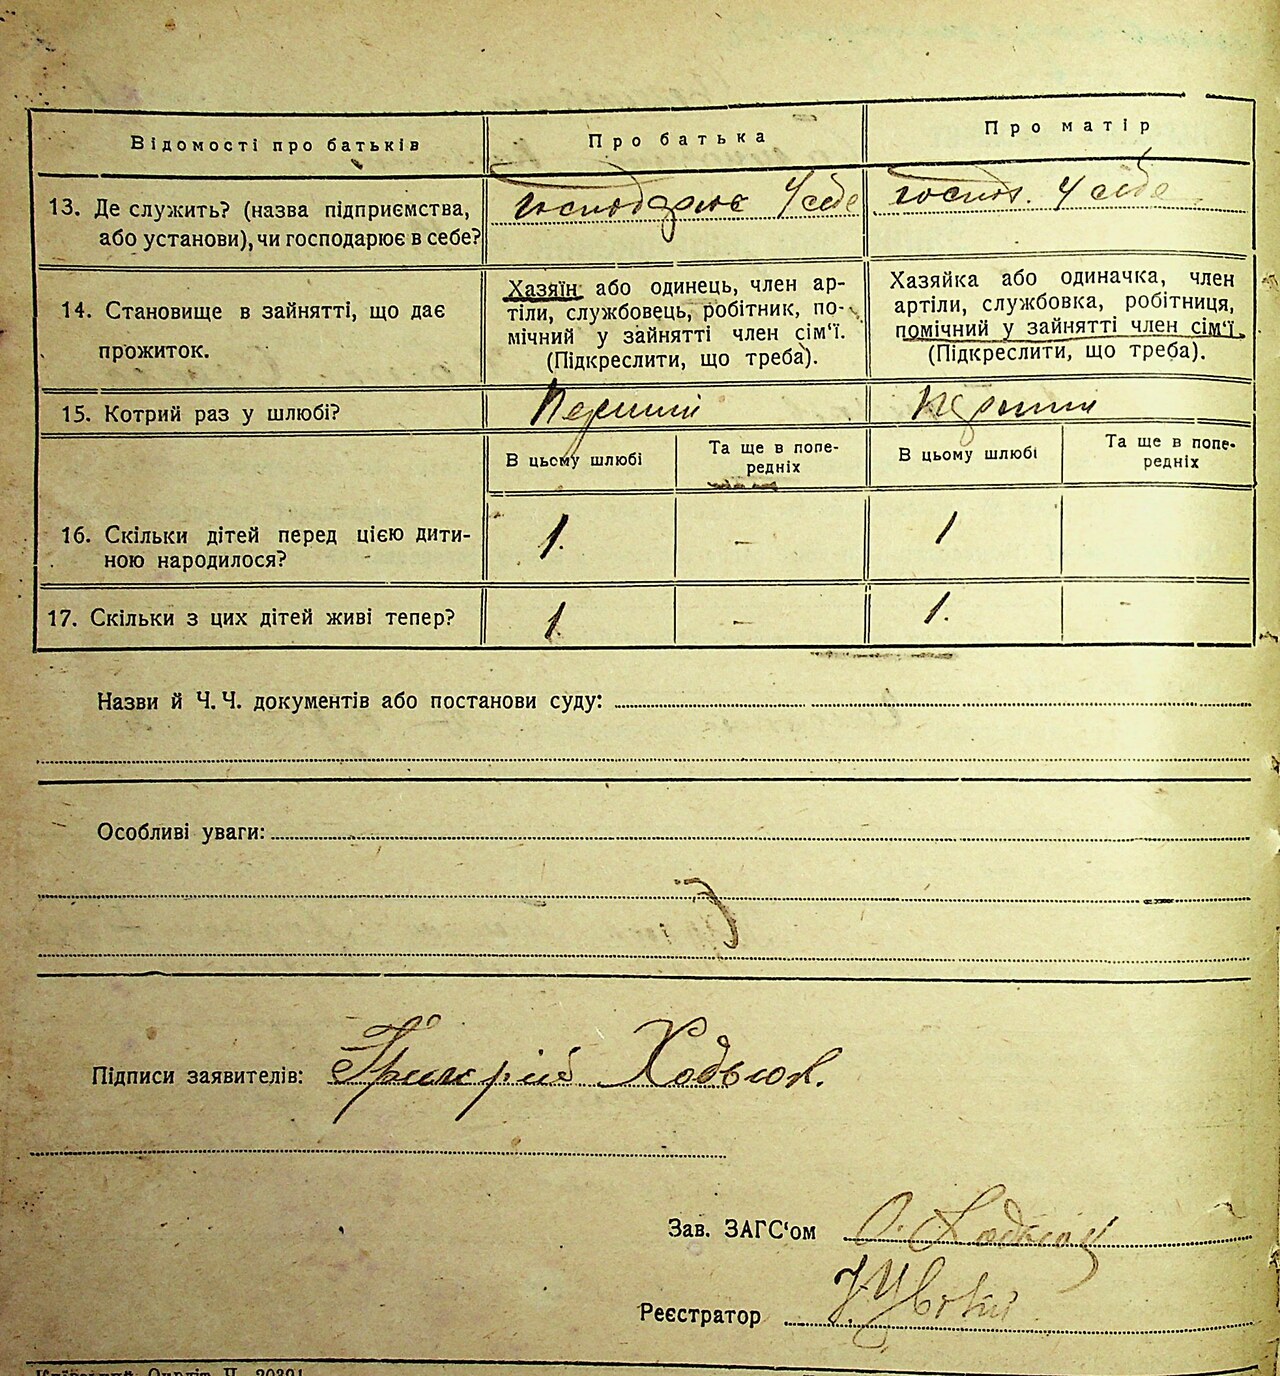 Відомості про батьків
Про батька
Про матір
13. Де служить? (назва підприємства,
або установи), чи господарює в себе?
господарює у себе
господ. у себе
14. Становище в зайнятті, що дає
прожиток.
Хазяїн або одинець, член ар-
тіли, службовець, робітник, по-
мічний у зайнятті член сім‘ї.
(Підкреслити, що треба).
Хазяйка або одиначка, член
артіли, службовка, робітниця,
помічний у зайнятті член сім‘ї.
(Підкреслити, що треба).
15. Котрий раз у шлюбі?
В цьому шлюбі
Та ще в попе-
редніх
В цьому шлюбі
Та ще в попе-
редніх
16. Скільки дітей перед цією дити-
ною народилося?
1. – 1
17. Скільки з цих дітей живі тепер?
1. – 1. –
Назви й Ч. Ч. документів або постанови суду:
Особливі уваги:
Підписи заявителів:
Зав. ЗАГС‘ом
О.
Реєстратор